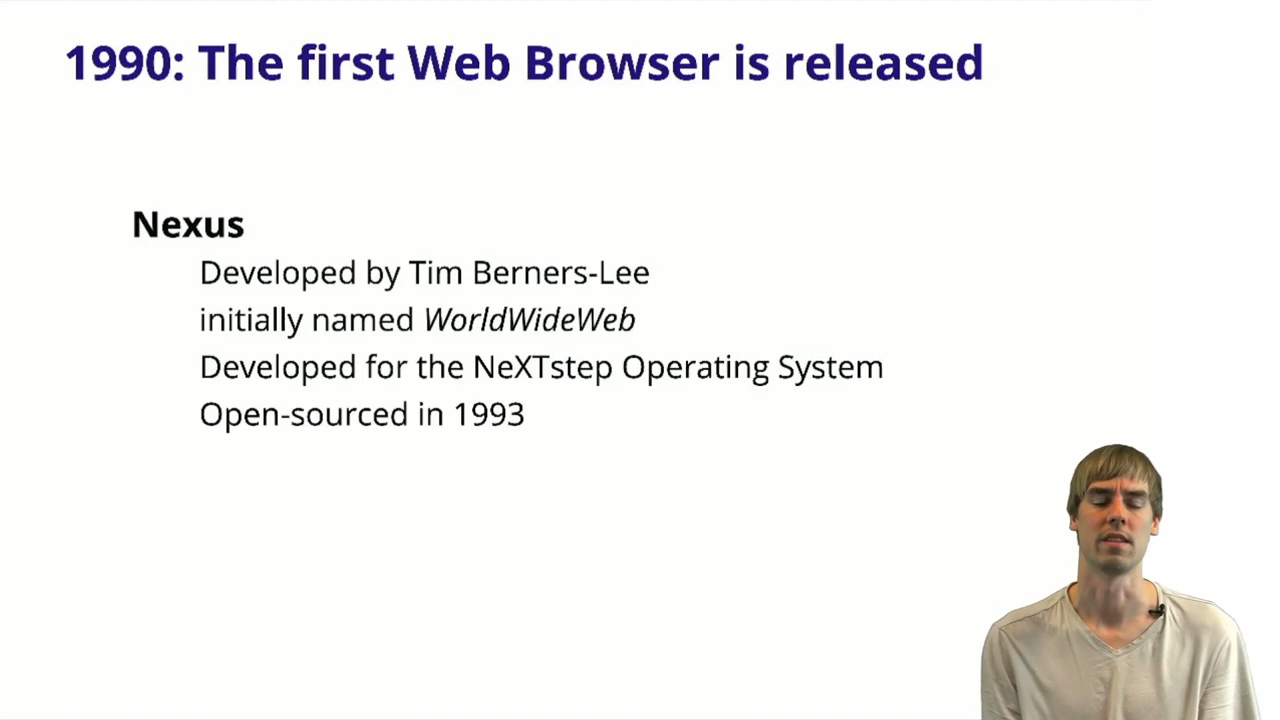 1990: The first Web Browser is released
Nexus
Developed by Tim Berners-Lee
initially named WorldWideWeb
Developed for the NeXTstep Operating System
Open-sourced in 1993